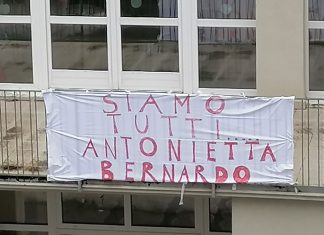 SIAMO
TUTTI.....
ANTONIETTA
BERNARDO